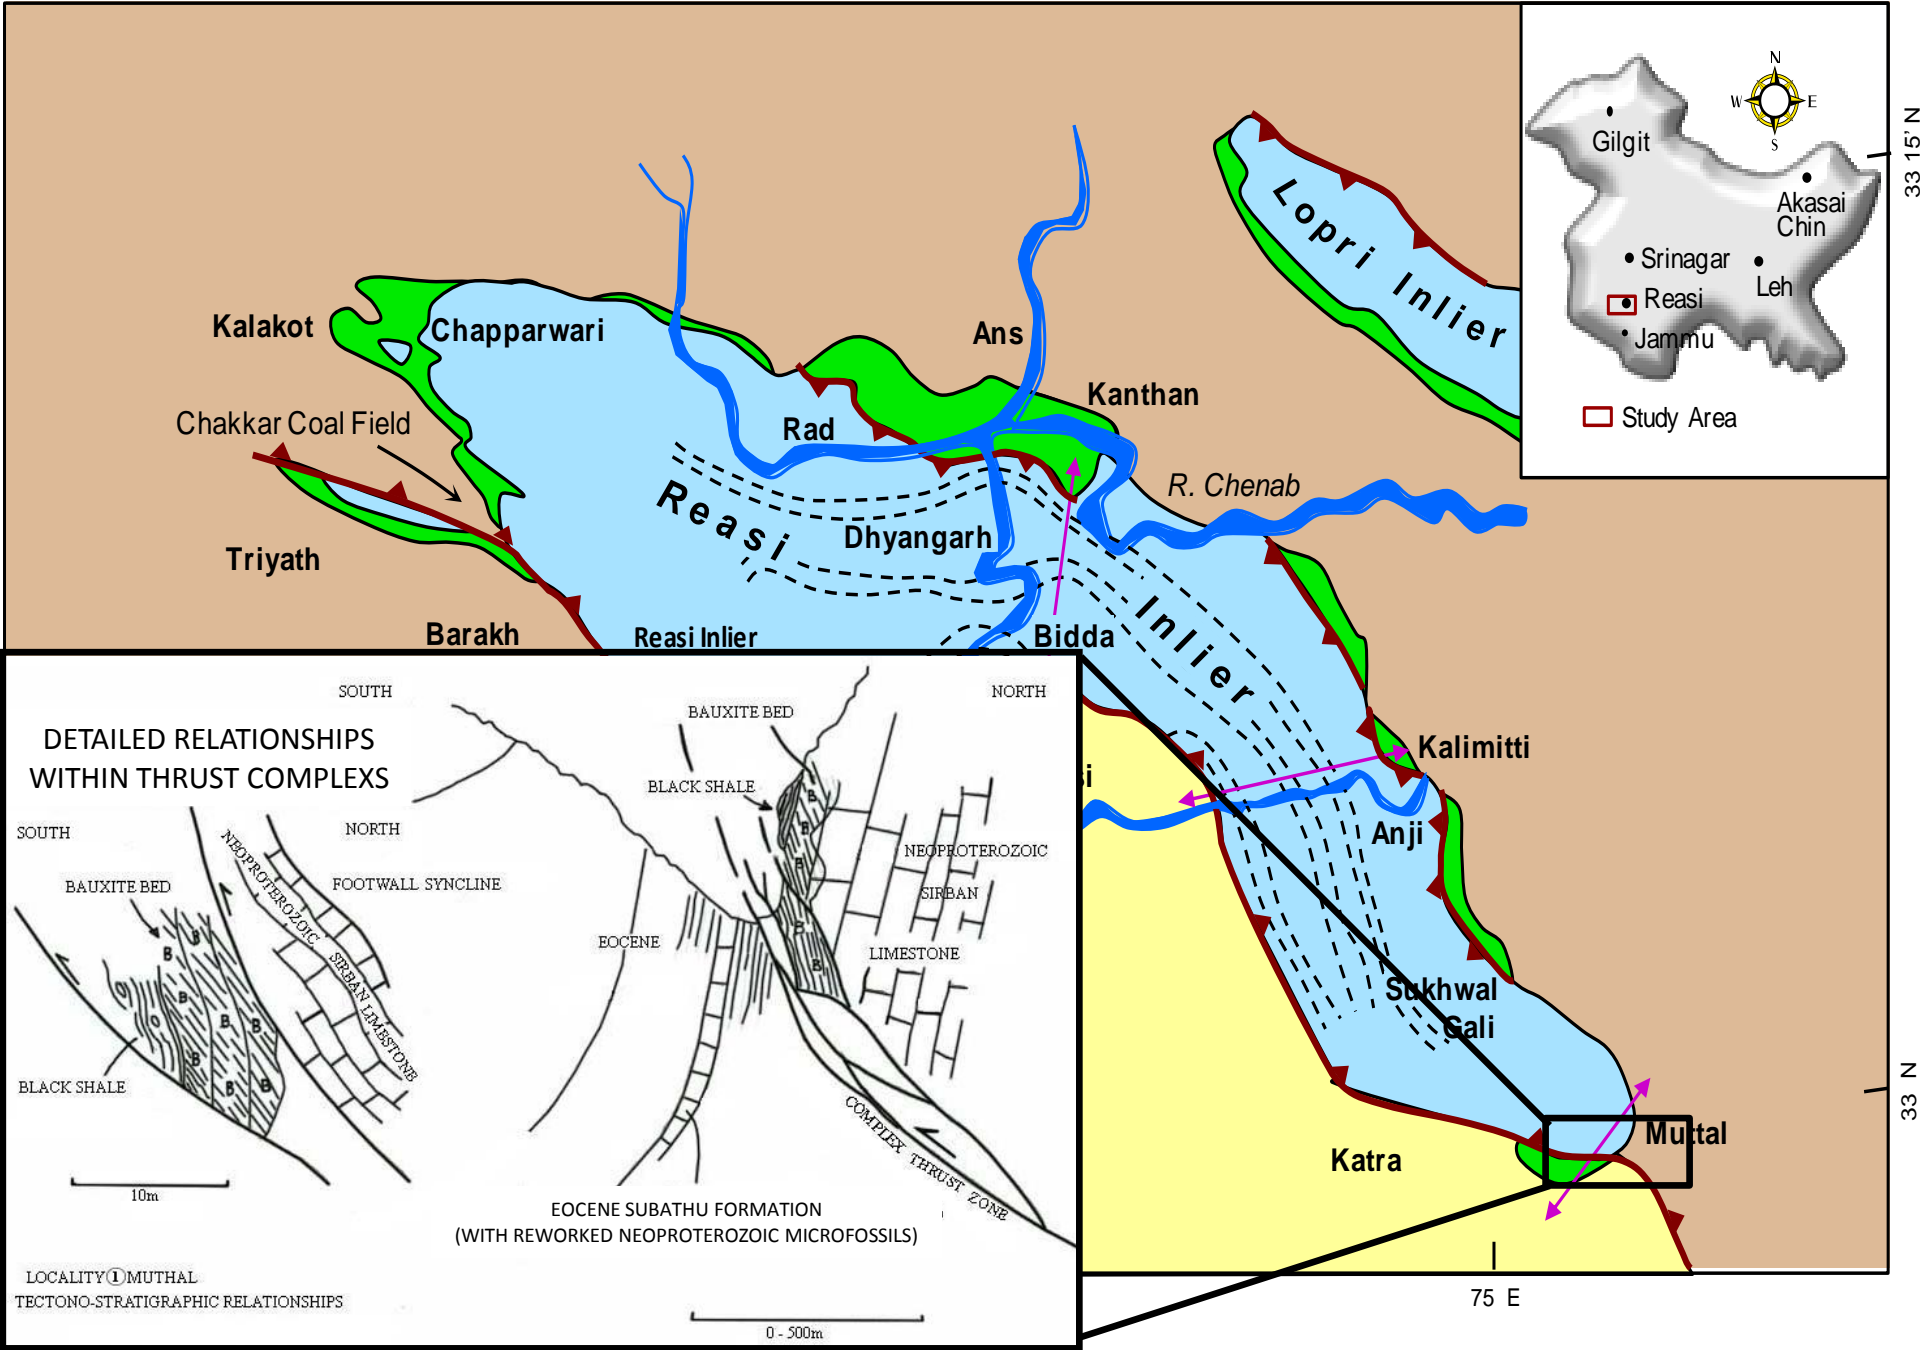 N
W
E
S
Gilgit
Akasai
Chin
Srinagar
Leh
Reasi
Jammu
Study Area
33 15' N
33 N
75 E
Lopri Inlier
Kalakot
Chapparwari
Ans
Kanthan
Chakkar Coal Field
Rad
R. Chenab
Reasi
Inlier
Dhyangarh
Triyath
Barakh
Reasi Inlier
Bidda
si
Kalimitti
Anji
Sukhwal
Gali
Katra
Muttal
DETAILED RELATIONSHIPS
WITHIN THRUST COMPLEXS
SOUTH
NORTH
NEOPROTEROZOIC
SIRBAN LIMESTONE
FOOTWALL SYNCLINE
BAUXITE BED
B
B
B
B
B
B
B
B
BLACK SHALE
10m
LOCALITY 1 MUTHAL
TECTONO-STRATIGRAPHIC RELATIONSHIPS
SOUTH
NORTH
BAUXITE BED
BLACK SHALE
B
B
B
B
B
NEOPROTEROZOIC
SIRBAN
LIMESTONE
EOCENE
COMPLEX THRUST ZONE
EOCENE SUBATHU FORMATION
(WITH REWORKED NEOPROTEROZOIC MICROFOSSILS)
0 - 500m